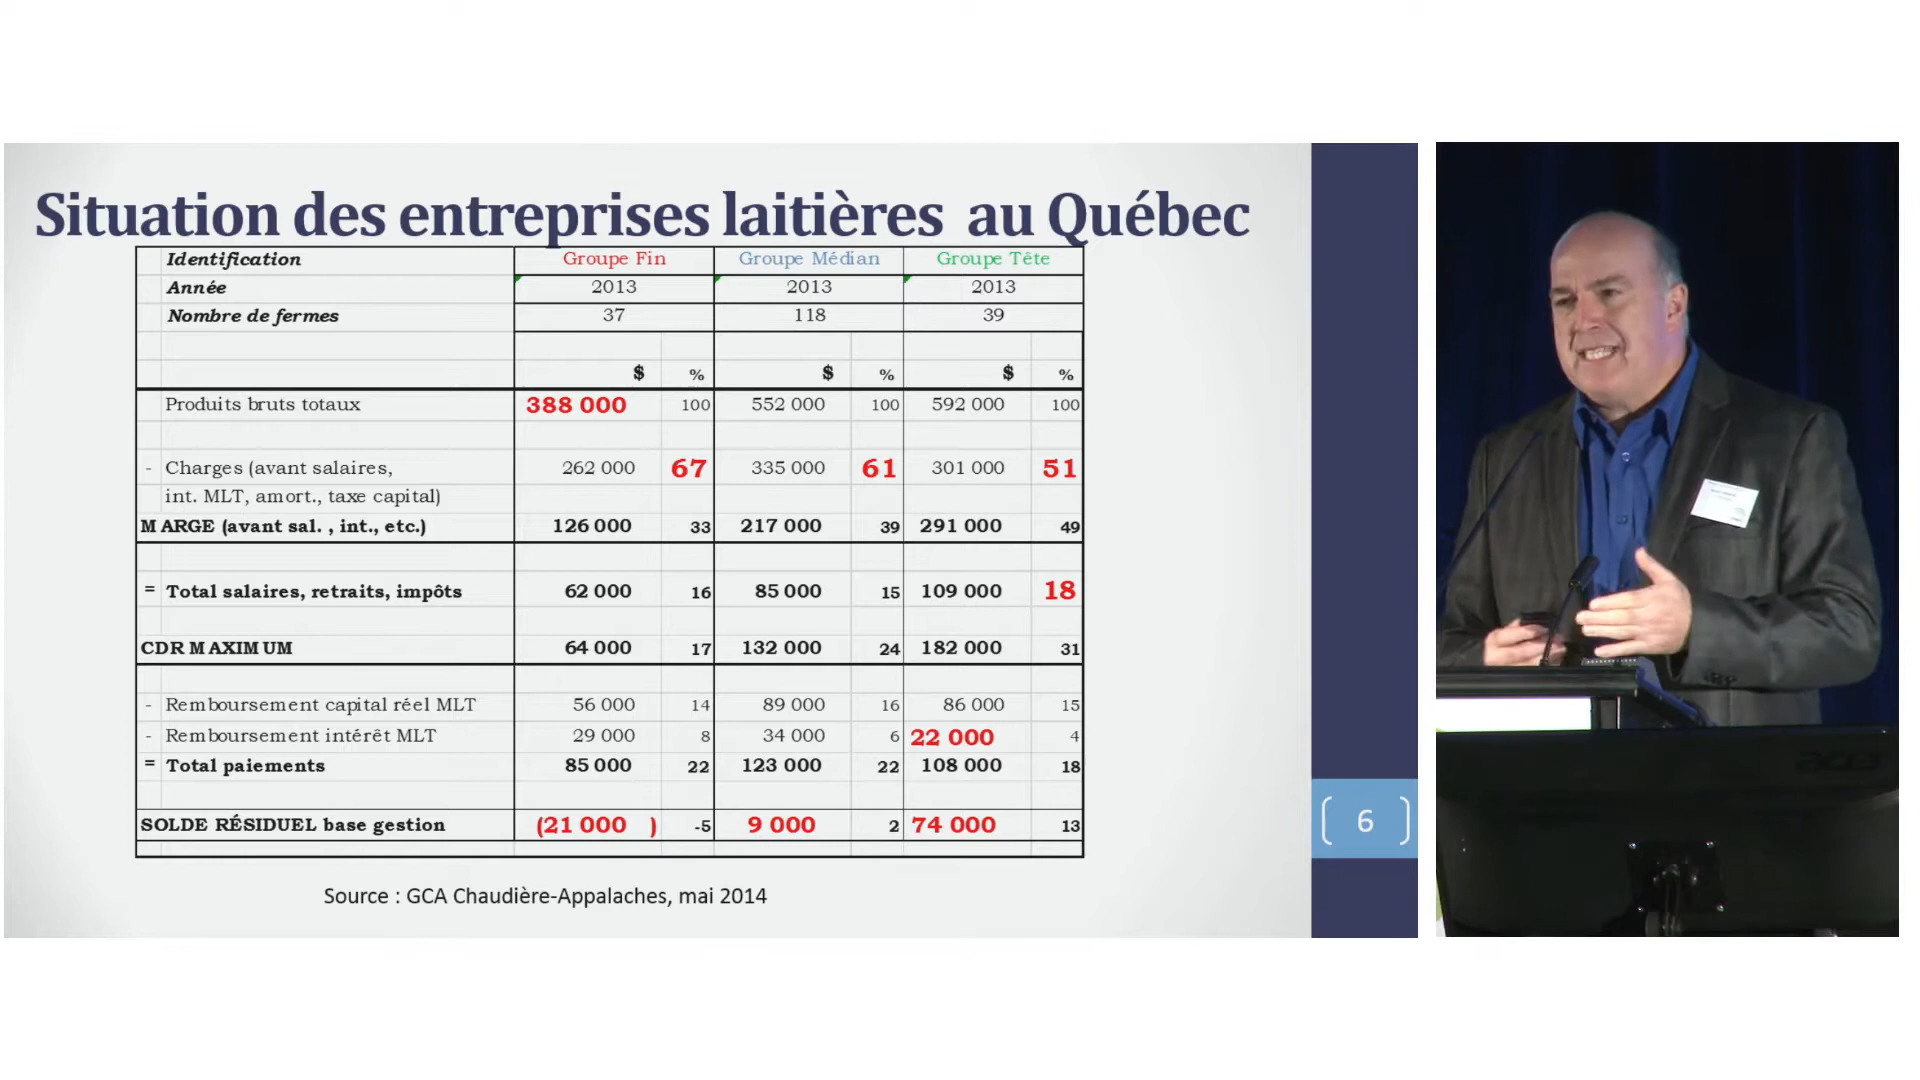 Situation des entreprises laitières au Québec
Identification Groupe Fin Groupe Médian Groupe Tête
Année 2013 2013 2013
Nombre de fermes 37 118 39
$ % $ % $ %
Produits bruts totaux 388 000 100 552 000 100 592 000 100
- Charges (avant salaires, 262 000 67 335 000 61 301 000 51
int. MLT, amort., taxe capital)
MARGE (avant sal. , int., etc.) 126 000 33 217 000 39 291 000 49
= Total salaires, retraits, impôts 62 000 16 85 000 15 109 000 18
CDR MAXIMUM 64 000 17 132 000 24 182 000 31
- Remboursement capital réel MLT 56 000 14 89 000 16 86 000 15
- Remboursement intérêt MLT 29 000 8 34 000 6 22 000 4
= Total paiements 85 000 22 123 000 22 108 000 18
SOLDE RÉSIDUEL base gestion (21 000 ) -5 9 000 2 74 000 13
Source : GCA Chaudière-Appalaches, mai 2014
6
acer